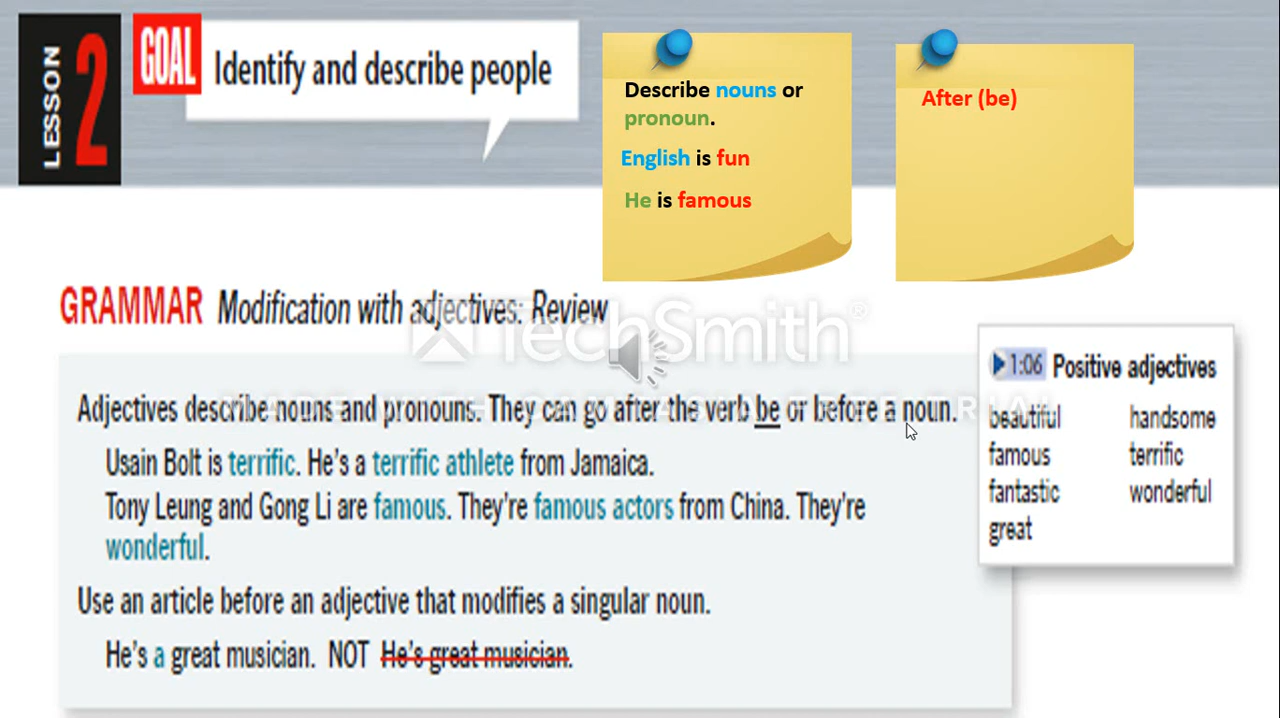 LESSON 2
GOAL
Identify and describe people
Describe nouns or
pronoun.
English is fun
He is famous
After (be)
GRAMMAR Modification with adjectives: Review
TechSmith®
Adjectives describe nouns and pronouns. They can go after the verb be or before a noun.
Usain Bolt is terrific. He's a terrific athlete from Jamaica.
Tony Leung and Gong Li are famous. They're famous actors from China. They're
wonderful.
Use an article before an adjective that modifies a singular noun.
He's a great musician. NOT He's great musician.
1:06 Positive adjectives
beautiful handsome
famous terrific
fantastic wonderful
great